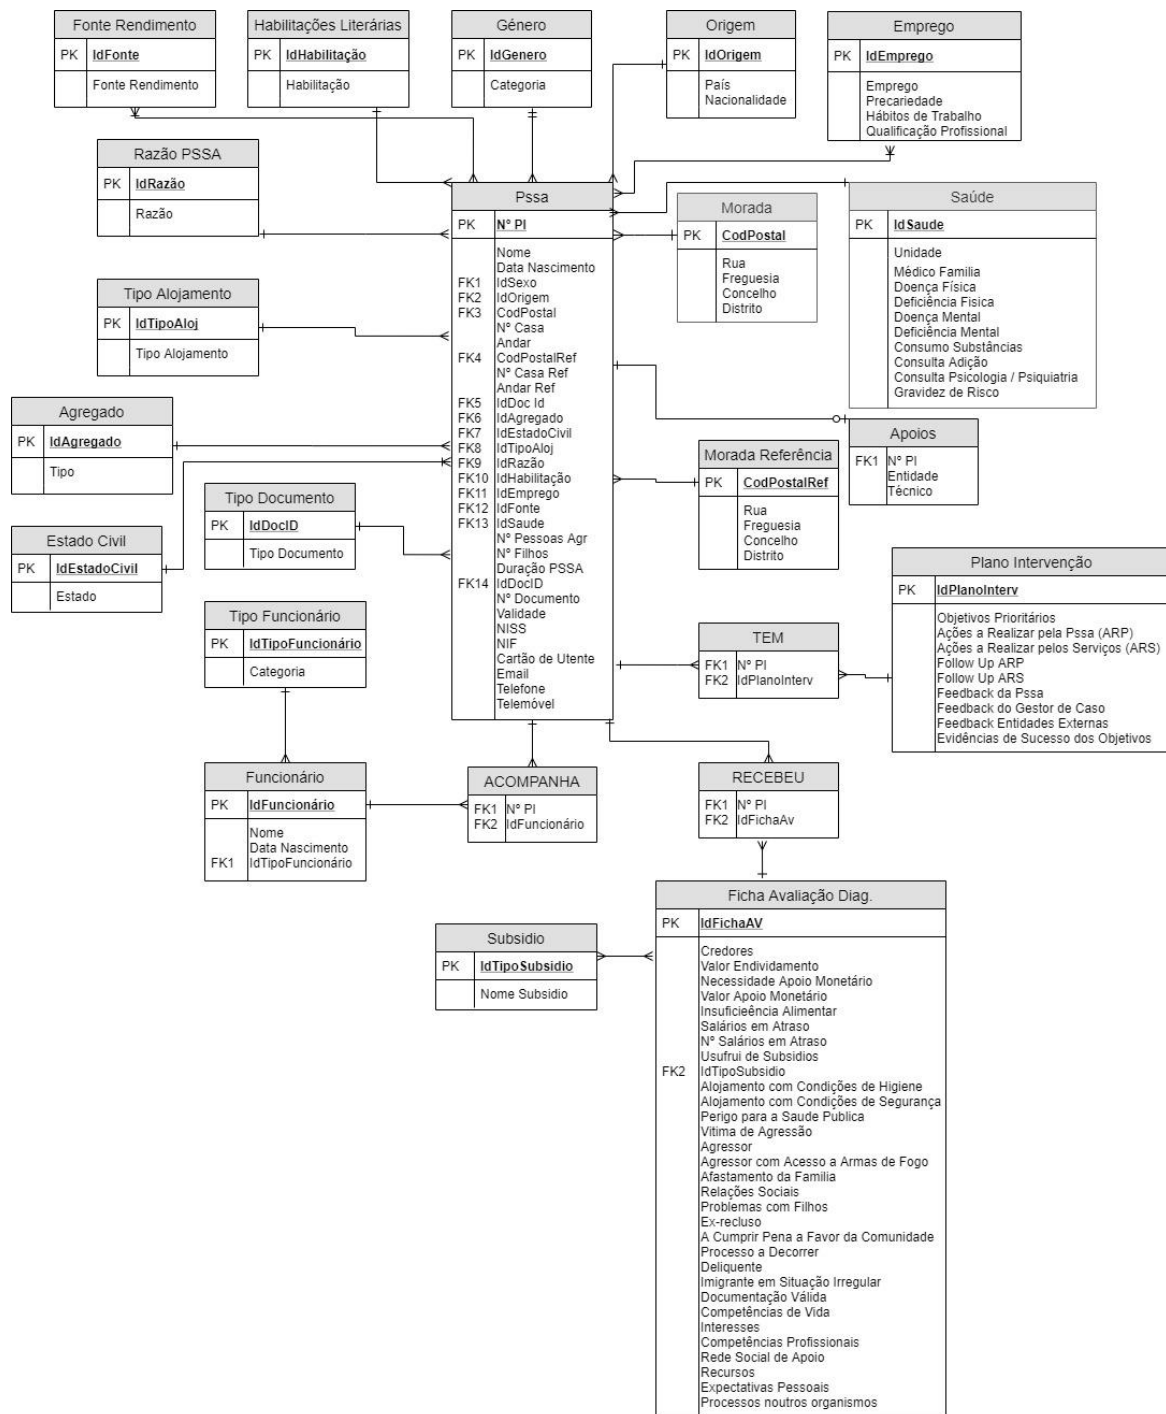 Fonte Rendimento
PK IdFonte
Fonte Rendimento
Habilitações Literárias
PK IdHabilitação
Habilitação
Género
PK IdGenero
Categoria
Origem
PK IdOrigem
País
Nacionalidade
Emprego
PK IdEmprego
Emprego
Precariedade
Hábitos de Trabalho
Qualificação Profissional
Razão PSSA
PK IdRazão
Razão
Pssa
PK Nº PI
Nome
Data Nascimento
FK1 IdSexo
FK2 IdOrigem
FK3 CodPostal
Nº Casa
Andar
FK4 CodPostalRef
Nº Casa Ref
Andar Ref
FK5 IdDoc Id
FK6 IdAgregado
FK7 IdEstadoCivil
FK8 IdTipoAloj
FK9 IdRazão
FK10 IdHabilitação
FK11 IdEmprego
FK12 IdFonte
FK13 IdSaude
Nº Pessoas Agr
Nº Filhos
Duração PSSA
FK14 IdDocID
Nº Documento
Validade
NISS
NIF
Cartão de Utente
Email
Telefone
Telemóvel
Morada
PK CodPostal
Rua
Freguesia
Concelho
Distrito
Saúde
PK IdSaude
Unidade
Médico Familia
Doença Física
Deficiência Fisica
Doença Mental
Deficiência Mental
Consumo Substâncias
Consulta Adição
Consulta Psicologia / Psiquiatria
Gravidez de Risco
Tipo Alojamento
PK IdTipoAloj
Tipo Alojamento
Agregado
PK IdAgregado
Tipo
Apoios
FK1 Nº PI
Entidade
Técnico
Morada Referência
PK CodPostalRef
Rua
Freguesia
Concelho
Distrito
Tipo Documento
PK IdDocID
Tipo Documento
Estado Civil
PK IdEstadoCivil
Estado
Plano Intervenção
PK IdPlanoInterv
Objetivos Prioritários
Ações a Realizar pela Pssa (ARP)
Ações a Realizar pelos Serviços (ARS)
Follow Up ARP
Follow Up ARS
Feedback da Pssa
Feedback do Gestor de Caso
Feedback Entidades Externas
Evidências de Sucesso dos Objetivos
Tipo Funcionário
PK IdTipoFuncionário
Categoria
TEM
FK1 Nº PI
FK2 IdPlanoInterv
Funcionário
PK IdFuncionário
Nome
Data Nascimento
FK1 IdTipoFuncionário
ACOMPANHA
FK1 Nº PI
FK2 IdFuncionário
RECEBEU
FK1 Nº PI
FK2 IdFichaAv
Subsidio
PK IdTipoSubsidio
Nome Subsidio
Ficha Avaliação Diag.
PK IdFichaAV
Credores
Valor Endividamento
Necessidade Apoio Monetário
Valor Apoio Monetário
Insuficieência Alimentar
Salários em Atraso
Nº Salários em Atraso
Usufrui de Subsidios
FK2 IdTipoSubsidio
Alojamento com Condições de Higiene
Alojamento com Condições de Segurança
Perigo para a Saude Publica
Vitima de Agressão
Agressor
Agressor com Acesso a Armas de Fogo
Afastamento da Familia
Relações Sociais
Problemas com Filhos
Ex-recluso
A Cumprir Pena a Favor da Comunidade
Processo a Decorrer
Deliquente
Imigrante em Situação Irregular
Documentação Válida
Competências de Vida
Interesses
Competências Profissionais
Rede Social de Apoio
Recursos
Expectativas Pessoais
Processos noutros organismos